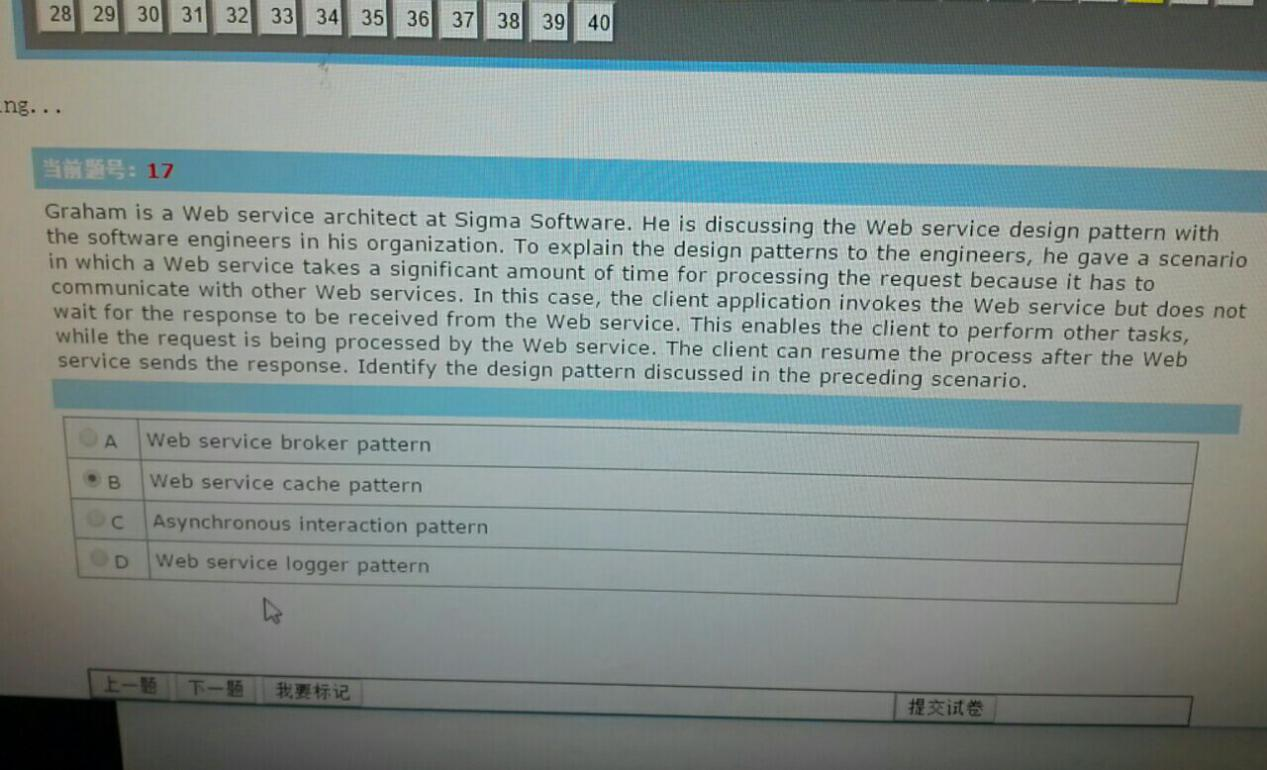 28 29 30 31 32 33 34 35 36 37 38 39 40
ng...
当前题号: 17
Graham is a Web service architect at Sigma Software. He is discussing the Web service design pattern with
the software engineers in his organization. To explain the design patterns to the engineers, he gave a scenario
in which a Web service takes a significant amount of time for processing the request because it has to
communicate with other Web services. In this case, the client application invokes the Web service but does not
wait for the response to be received from the Web service. This enables the client to perform other tasks,
while the request is being processed by the Web service. The client can resume the process after the Web
service sends the response. Identify the design pattern discussed in the preceding scenario.
A Web service broker pattern
B Web service cache pattern
C Asynchronous interaction pattern
D Web service logger pattern
上一题 下一题 我要标记 提交试卷